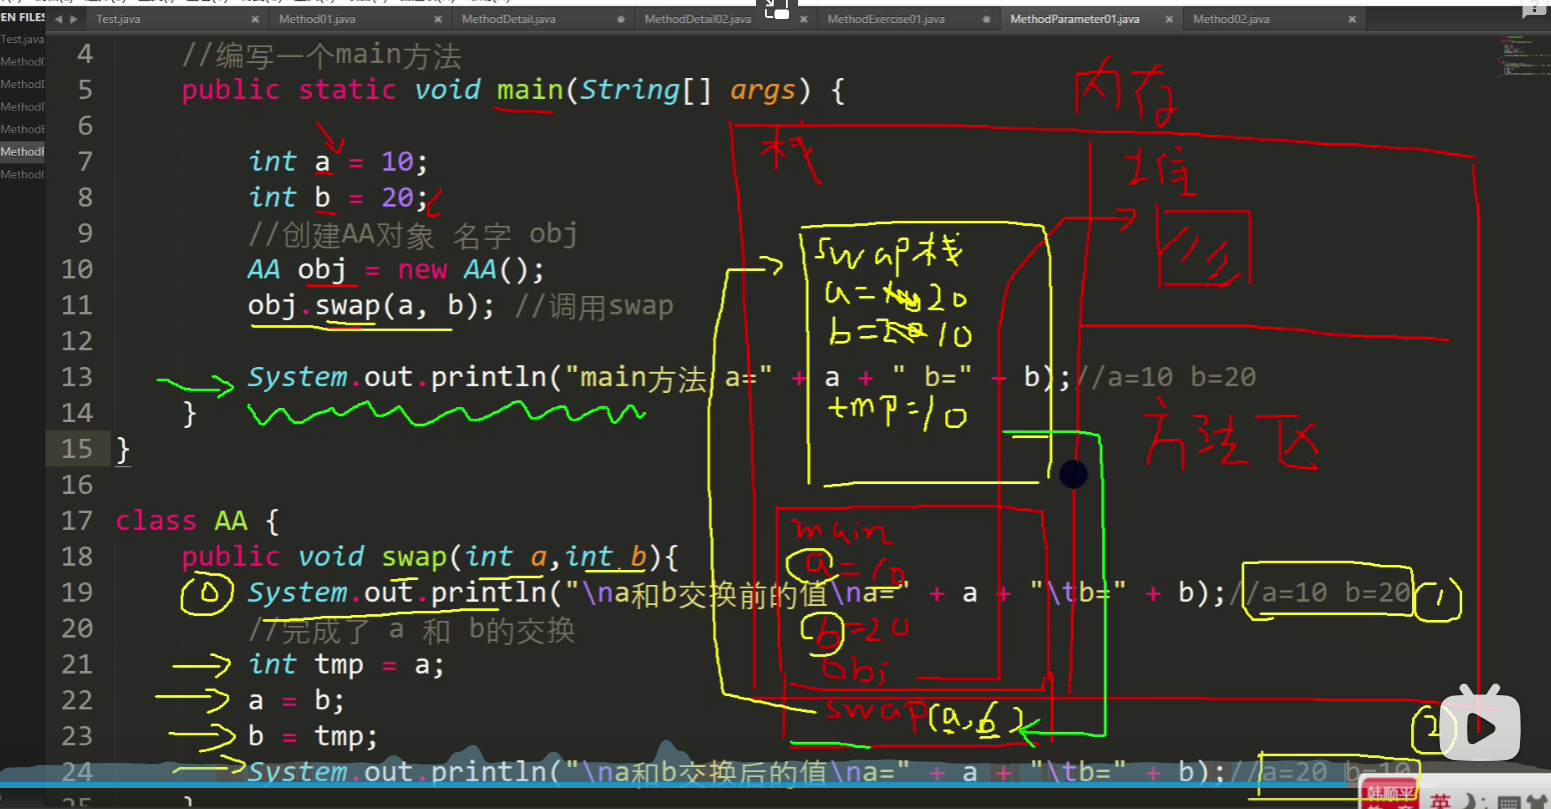 Test.java Method01.java MethodDetail.java MethodDetail02.java MethodExercise01.java MethodParameter01.java Method02.java
EN FILES
Test.java
4 //编写一个main方法
5 public static void main(String[] args) {
6
7 int a = 10;
8 int b = 20;
9 //创建AA对象 名字 obj
10 AA obj = new AA();
11 obj.swap(a, b); //调用swap
12
13 System.out.println("main方法 a=" + a + " b=" + b);//a=10 b=20
14 }
15 }
16
17 class AA {
18 public void swap(int a,int b){
19 System.out.println("\na和b交换前的值\na=" + a + "\tb=" + b);//a=10 b=20
20 //完成了 a 和 b的交换
21 int tmp = a;
22 a = b;
23 b = tmp;
24 System.out.println("\na和b交换后的值\na=" + a + "\tb=" + b);//a=20 b=10
25 }
内存
栈
堆
swap栈
a=20
b=20 10
tmp=10
方法区
main
a=10
b=20
obj
swap(a,b)
0
1
2
韩顺平
英